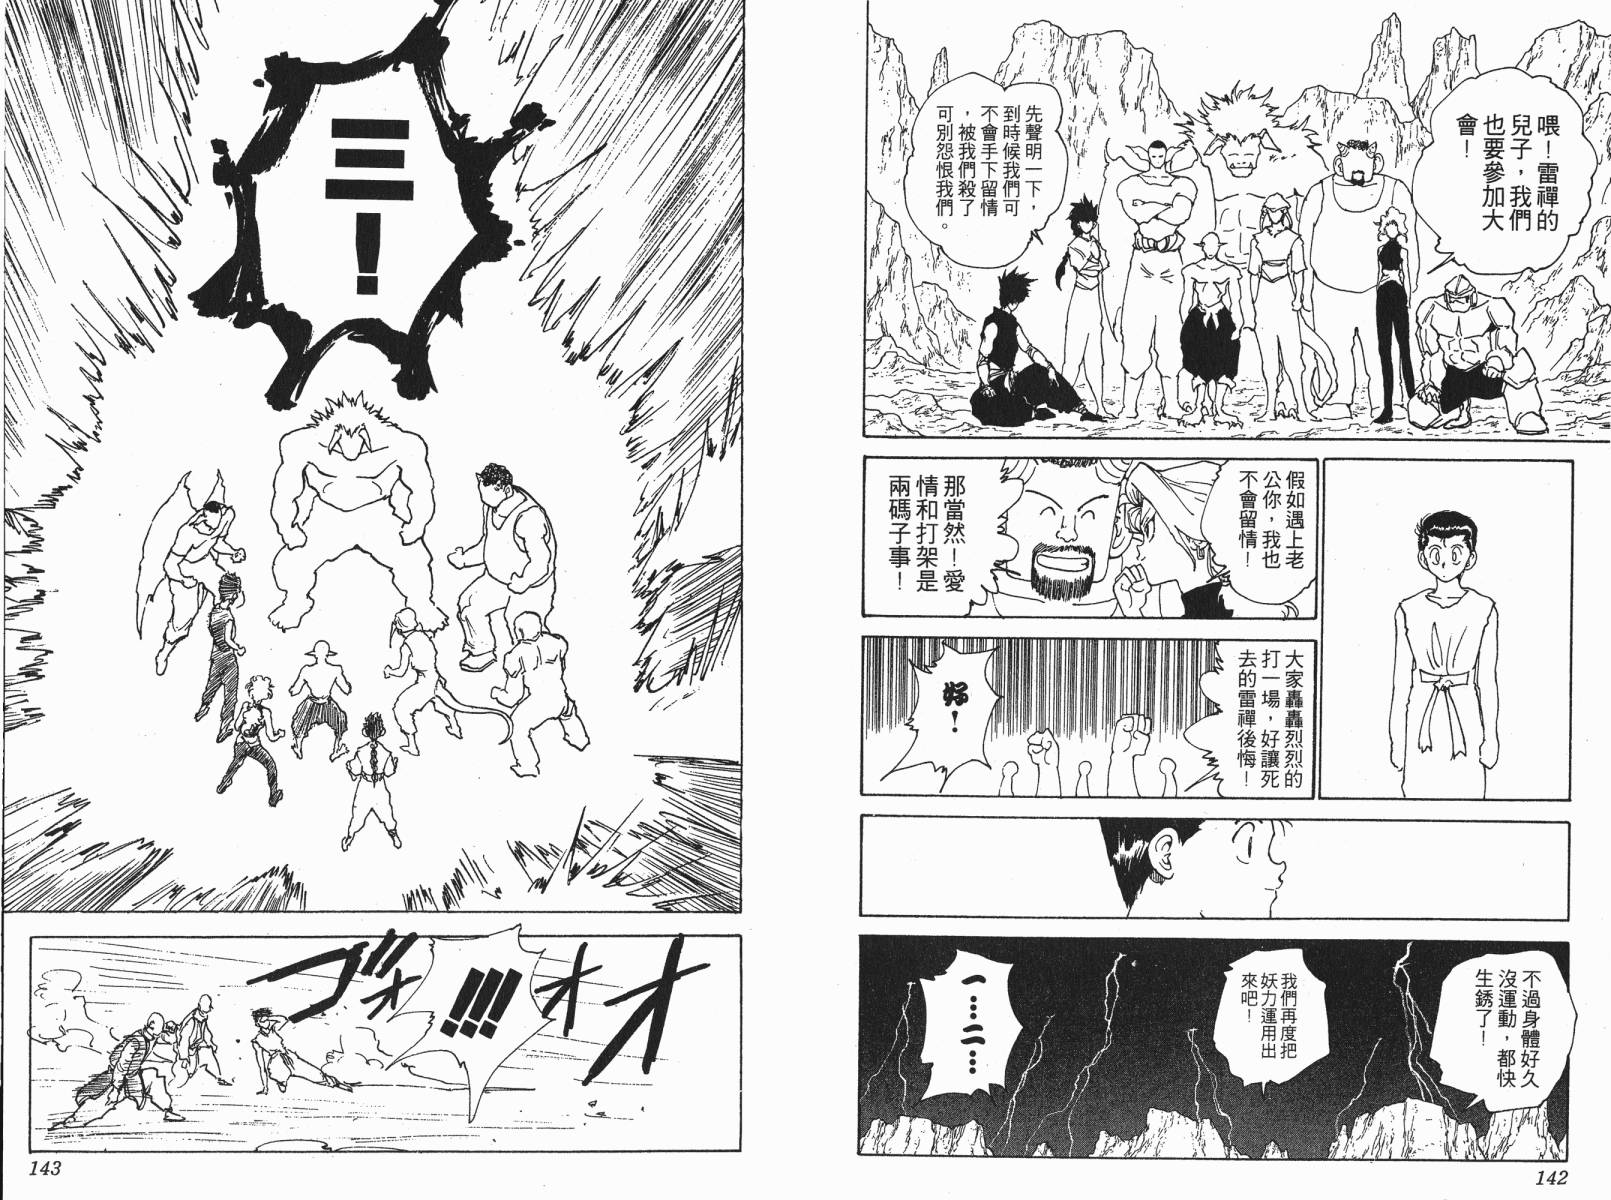 喂！雷禪的
兒子，我們
也要參加大
會！
先聲明一下，
到時候我們可
不會手下留情
，被我們殺了
可別怨恨我們。
假如遇上老
公你，我也
不會留情！
那當然！愛
情和打架是
兩碼子事！
大家轟轟烈烈的
打一場，好讓死
去的雷禪後悔！
好！
不過身體好久
沒運動，都快
生銹了！
我們再度把
妖力運用出
來吧！
一…二…
142
三！
!!!
ゴォオオ
143